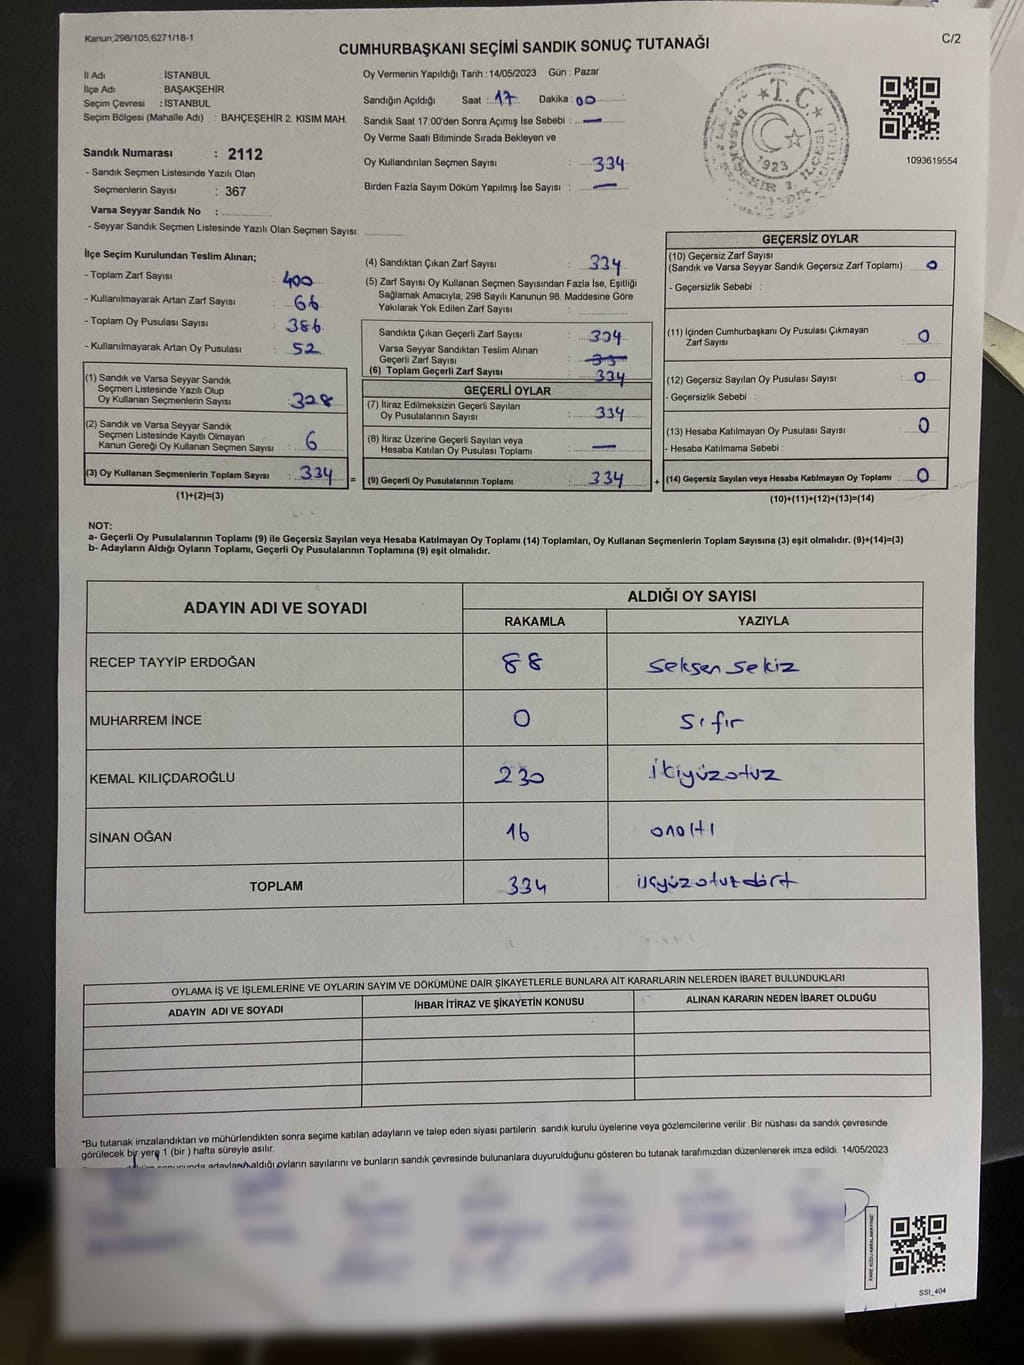 Kanun;298/105,6271/18-1
C/2
CUMHURBAŞKANI SEÇİMİ SANDIK SONUÇ TUTANAĞI
İl Adı : İSTANBUL
İlçe Adı : BAŞAKŞEHİR
Seçim Çevresi : İSTANBUL
Seçim Bölgesi (Mahalle Adı) : BAHÇEŞEHİR 2. KISIM MAH.
Sandık Numarası : 2112
- Sandık Seçmen Listesinde Yazılı Olan
Seçmenlerin Sayısı : 367
Varsa Seyyar Sandık No :
- Seyyar Sandık Seçmen Listesinde Yazılı Olan Seçmen Sayısı:
Oy Vermenin Yapıldığı Tarih : 14/05/2023 Gün : Pazar
Sandığın Açıldığı Saat : 17 Dakika : 00
Sandık Saat 17:00'den Sonra Açımış İse Sebebi : —
Oy Verme Saati Bitiminde Sırada Bekleyen ve
Oy Kullandırılan Seçmen Sayısı : 334
Birden Fazla Sayım Döküm Yapılmış İse Sayısı : —
T.C.
1923
1093619554
İlçe Seçim Kurulundan Teslim Alınan;
- Toplam Zarf Sayısı : 400
- Kullanılmayarak Artan Zarf Sayısı : 66
- Toplam Oy Pusulası Sayısı : 386
- Kullanılmayarak Artan Oy Pusulası : 52
(1) Sandık ve Varsa Seyyar Sandık
Seçmen Listesinde Yazılı Olup
Oy Kullanan Seçmenlerin Sayısı : 328
(2) Sandık ve Varsa Seyyar Sandık
Seçmen Listesinde Kayıtlı Olmayan
Kanun Gereği Oy Kullanan Seçmen Sayısı : 6
(3) Oy Kullanan Seçmenlerin Toplam Sayısı : 334
(1)+(2)=(3)
(4) Sandıktan Çıkan Zarf Sayısı : 334
(5) Zarf Sayısı Oy Kullanan Seçmen Sayısından Fazla İse, Eşitliği
Sağlamak Amacıyla, 298 Sayılı Kanunun 98. Maddesine Göre
Yakılarak Yok Edilen Zarf Sayısı :
Sandıkta Çıkan Geçerli Zarf Sayısı : 334
Varsa Seyyar Sandıktan Teslim Alınan
Geçerli Zarf Sayısı :
(6) Toplam Geçerli Zarf Sayısı : 334
GEÇERLİ OYLAR
(7) İtiraz Edilmeksizin Geçerli Sayılan
Oy Pusulalarının Sayısı : 334
(8) İtiraz Üzerine Geçerli Sayılan veya
Hesaba Katılan Oy Pusulası Toplamı : —
= (9) Geçerli Oy Pusulalarının Toplamı : 334 +
GEÇERSİZ OYLAR
(10) Geçersiz Zarf Sayısı
(Sandık ve Varsa Seyyar Sandık Geçersiz Zarf Toplamı) : 0
- Geçersizlik Sebebi :
(11) İçinden Cumhurbaşkanı Oy Pusulası Çıkmayan
Zarf Sayısı : 0
(12) Geçersiz Sayılan Oy Pusulası Sayısı : 0
- Geçersizlik Sebebi :
(13) Hesaba Katılmayan Oy Pusulası Sayısı : 0
- Hesaba Katılmama Sebebi :
(14) Geçersiz Sayılan veya Hesaba Katılmayan Oy Toplamı : 0
(10)+(11)+(12)+(13)=(14)
NOT:
a- Geçerli Oy Pusulalarının Toplamı (9) ile Geçersiz Sayılan veya Hesaba Katılmayan Oy Toplamı (14) Toplamları, Oy Kullanan Seçmenlerin Toplam Sayısına (3) eşit olmalıdır. (9)+(14)=(3)
b- Adayların Aldığı Oyların Toplamı, Geçerli Oy Pusulalarının Toplamına (9) eşit olmalıdır.
ADAYIN ADI VE SOYADI ALDIĞI OY SAYISI
RAKAMLA YAZIYLA
RECEP TAYYİP ERDOĞAN 88 seksen sekiz
MUHARREM İNCE 0 sıfır
KEMAL KILIÇDAROĞLU 230 ikiyüzotuz
SİNAN OĞAN 16 onaltı
TOPLAM 334 üçyüzotuzdört
OYLAMA İŞ VE İŞLEMLERİNE VE OYLARIN SAYIM VE DÖKÜMÜNE DAİR ŞİKAYETLERLE BUNLARA AİT KARARLARIN NELERDEN İBARET BULUNDUKLARI
ADAYIN ADI VE SOYADI İHBAR İTİRAZ VE ŞİKAYETİN KONUSU ALINAN KARARIN NEDEN İBARET OLDUĞU
*Bu tutanak imzalandıktan ve mühürlendikten sonra seçime katılan adayların ve talep eden siyasi partilerin sandık kurulu üyelerine veya gözlemcilerine verilir Bir nüshası da sandık çevresinde
görülecek bir yere 1 (bir ) hafta süreyle asılır.
sonucunda adayların aldığı oyların sayılarını ve bunların sandık çevresinde bulunanlara duyurulduğunu gösteren bu tutanak tarafımızdan düzenlenerek imza edildi. 14/05/2023
SSI_404